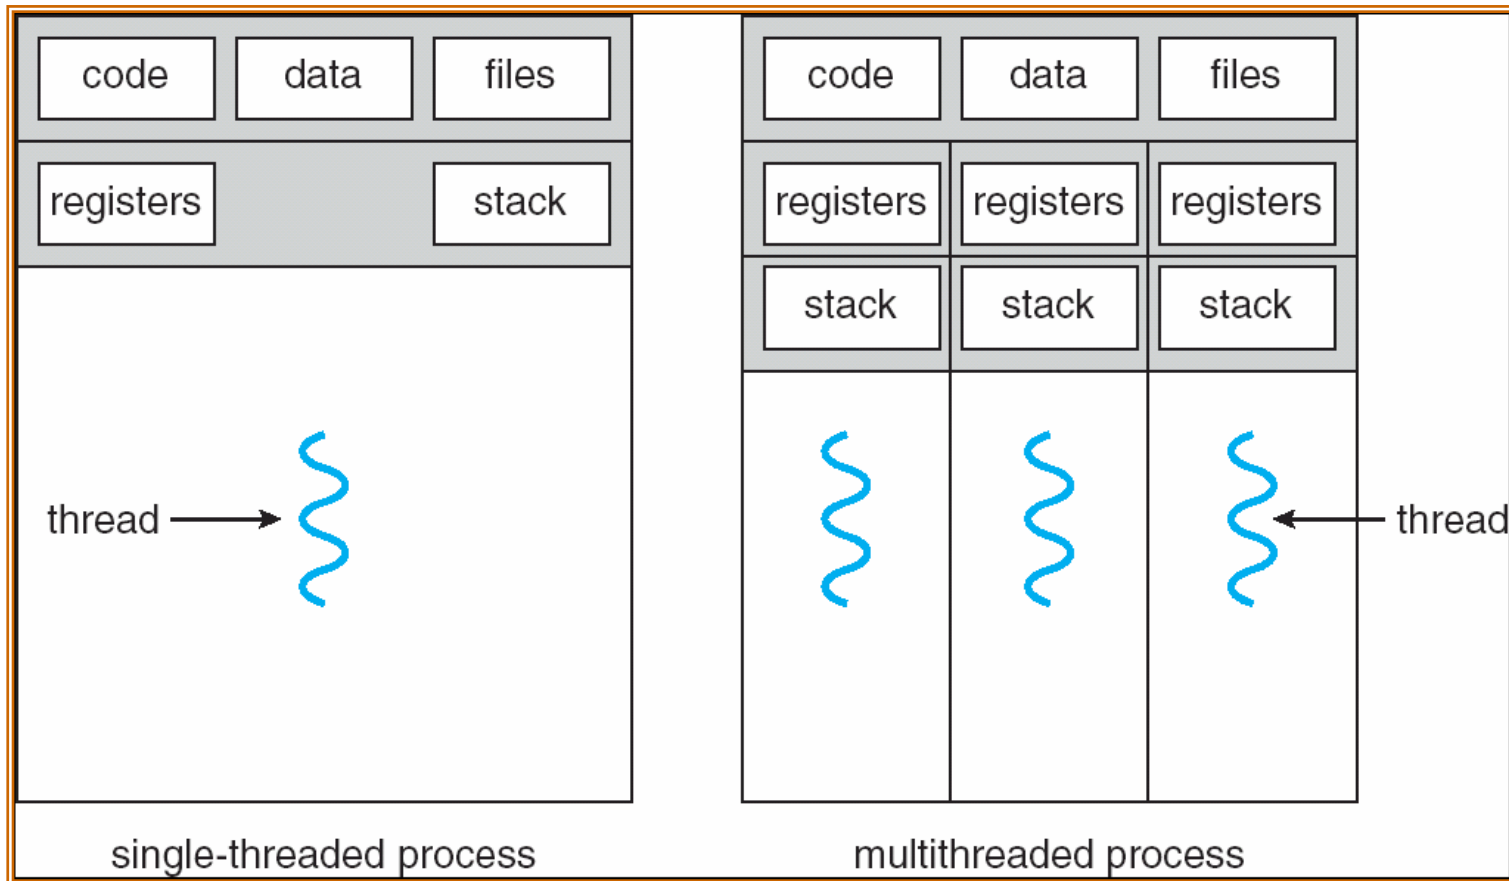 code data files
registers stack
thread
single-threaded process
code data files
registers registers registers
stack stack stack
thread
multithreaded process